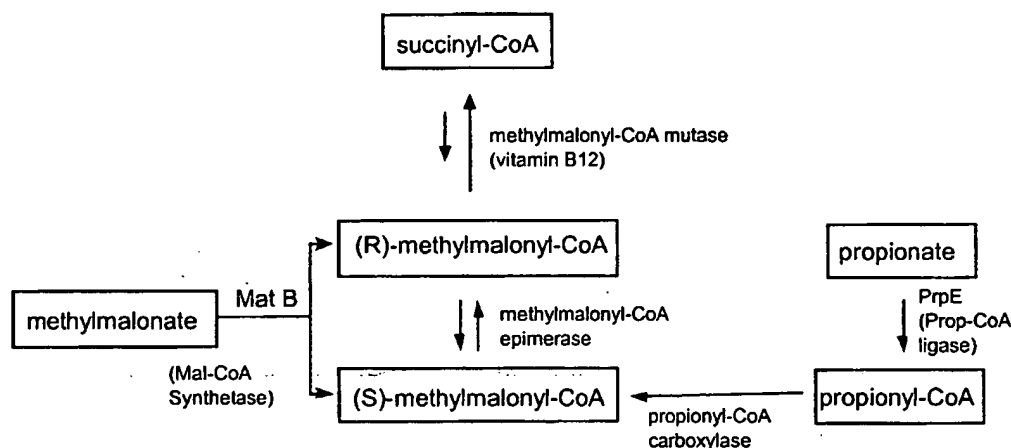 succinyl-CoA
methylmalonyl-CoA mutase
(vitamin B12)
(R)-methylmalonyl-CoA
propionate
Mat B
methylmalonate
methylmalonyl-CoA
epimerase
PrpE
(Prop-CoA
ligase)
(Mal-CoA
Synthetase)
(S)-methylmalonyl-CoA
propionyl-CoA
propionyl-CoA
carboxylase